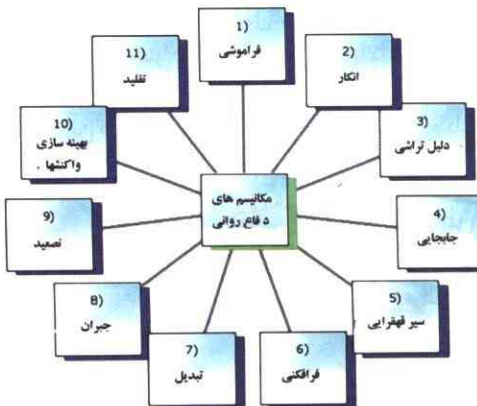 مکانیسم های
دفاع روانی
1)
فراموشی
2)
انکار
3)
دلیل تراشی
4)
جابجایی
5)
سیر قهقرایی
6)
فرافکنی
7)
تبدیل
8)
جبران
9)
تصعید
10)
بهینه سازی
واکنشها .
11)
تقلید